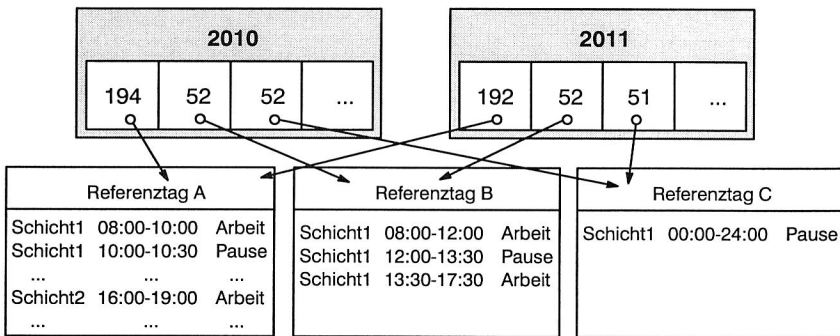 2010
194 52 52 ...
2011
192 52 51 ...
Referenztag A
Schicht1 08:00-10:00 Arbeit
Schicht1 10:00-10:30 Pause
... ... ...
Schicht2 16:00-19:00 Arbeit
... ... ...
Referenztag B
Schicht1 08:00-12:00 Arbeit
Schicht1 12:00-13:30 Pause
Schicht1 13:30-17:30 Arbeit
Referenztag C
Schicht1 00:00-24:00 Pause